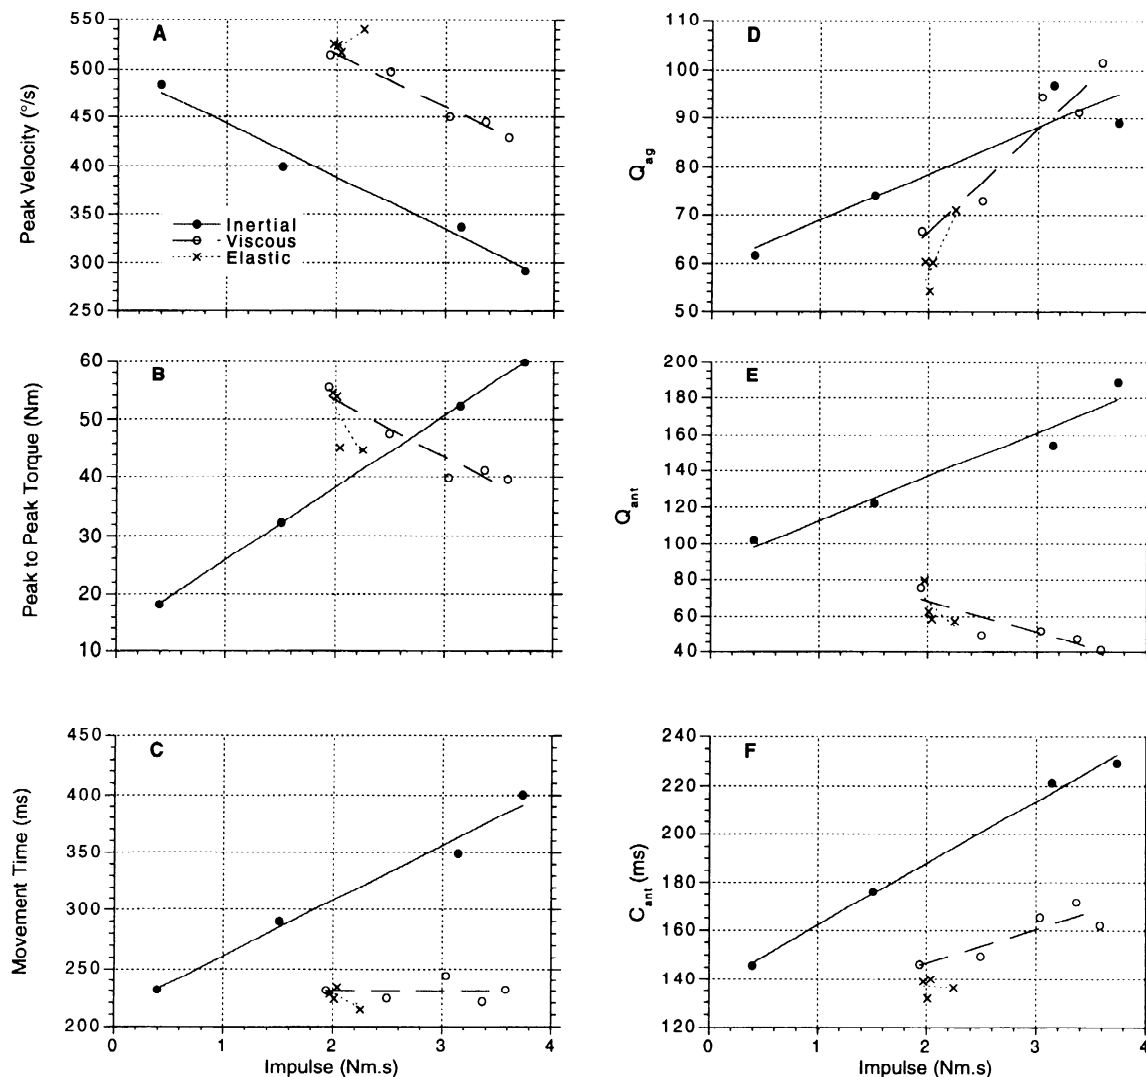 A
550
500
450
400
350
300
250
Peak Velocity (°/s)
Inertial
Viscous
Elastic
D
110
100
90
80
70
60
50
Qag
B
60
50
40
30
20
10
Peak to Peak Torque (Nm)
E
200
180
160
140
120
100
80
60
40
Qant
C
450
400
350
300
250
200
Movement Time (ms)
0 1 2 3 4
Impulse (Nm.s)
F
240
220
200
180
160
140
120
Cant (ms)
0 1 2 3 4
Impulse (Nm.s)